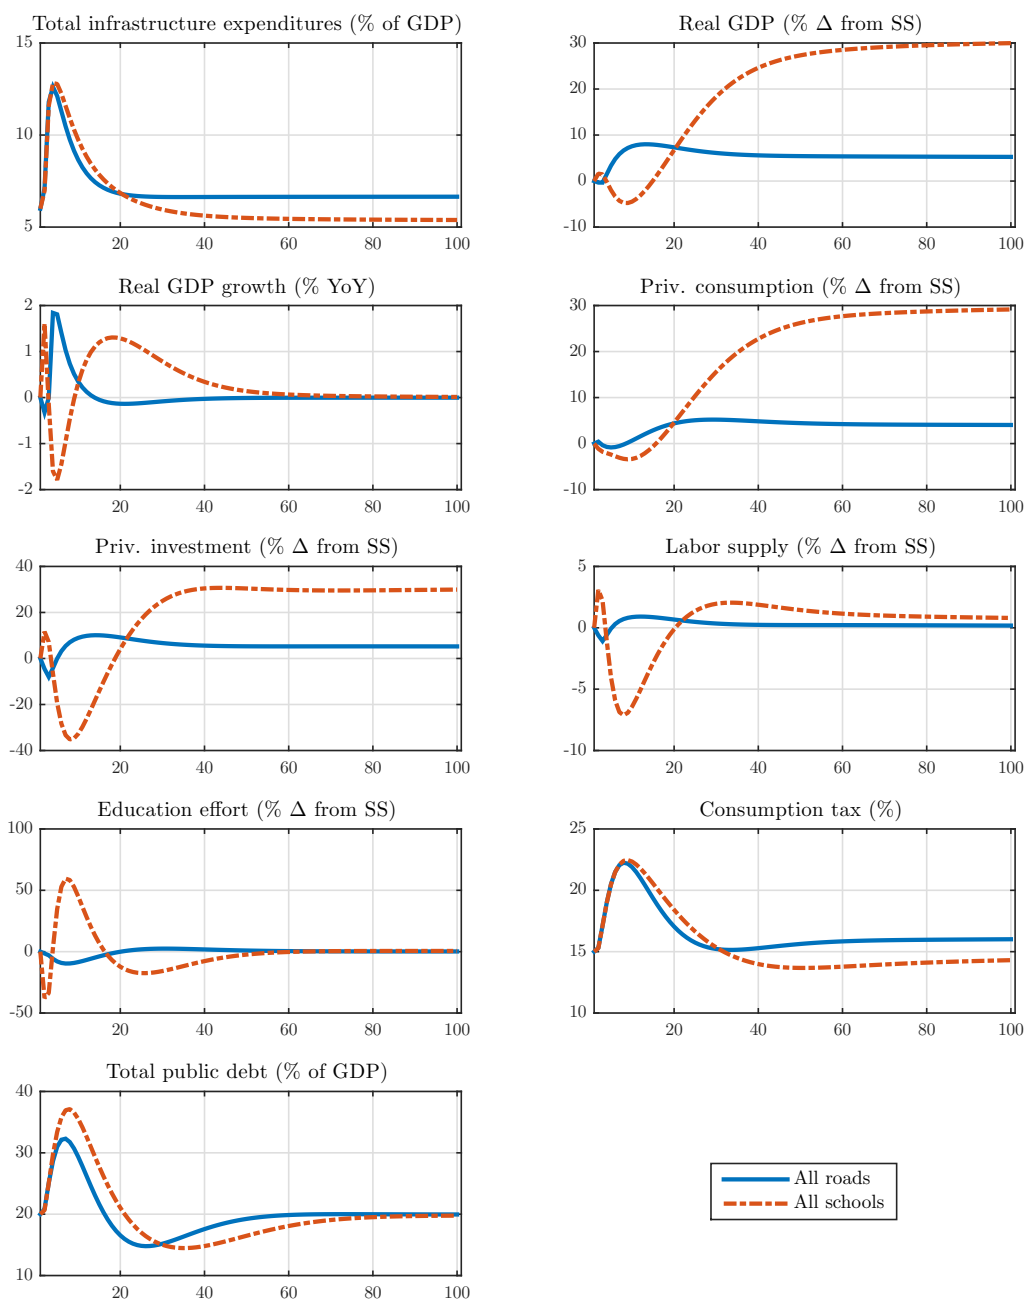 Total infrastructure expenditures (% of GDP)
15
10
5
20 40 60 80 100
Real GDP (% Δ from SS)
30
20
10
0
-10
20 40 60 80 100
Real GDP growth (% YoY)
2
1
0
-1
-2
20 40 60 80 100
Priv. consumption (% Δ from SS)
30
20
10
0
-10
20 40 60 80 100
Priv. investment (% Δ from SS)
40
20
0
-20
-40
20 40 60 80 100
Labor supply (% Δ from SS)
5
0
-5
-10
20 40 60 80 100
Education effort (% Δ from SS)
100
50
0
-50
20 40 60 80 100
Consumption tax (%)
25
20
15
10
20 40 60 80 100
Total public debt (% of GDP)
40
30
20
10
20 40 60 80 100
All roads
All schools